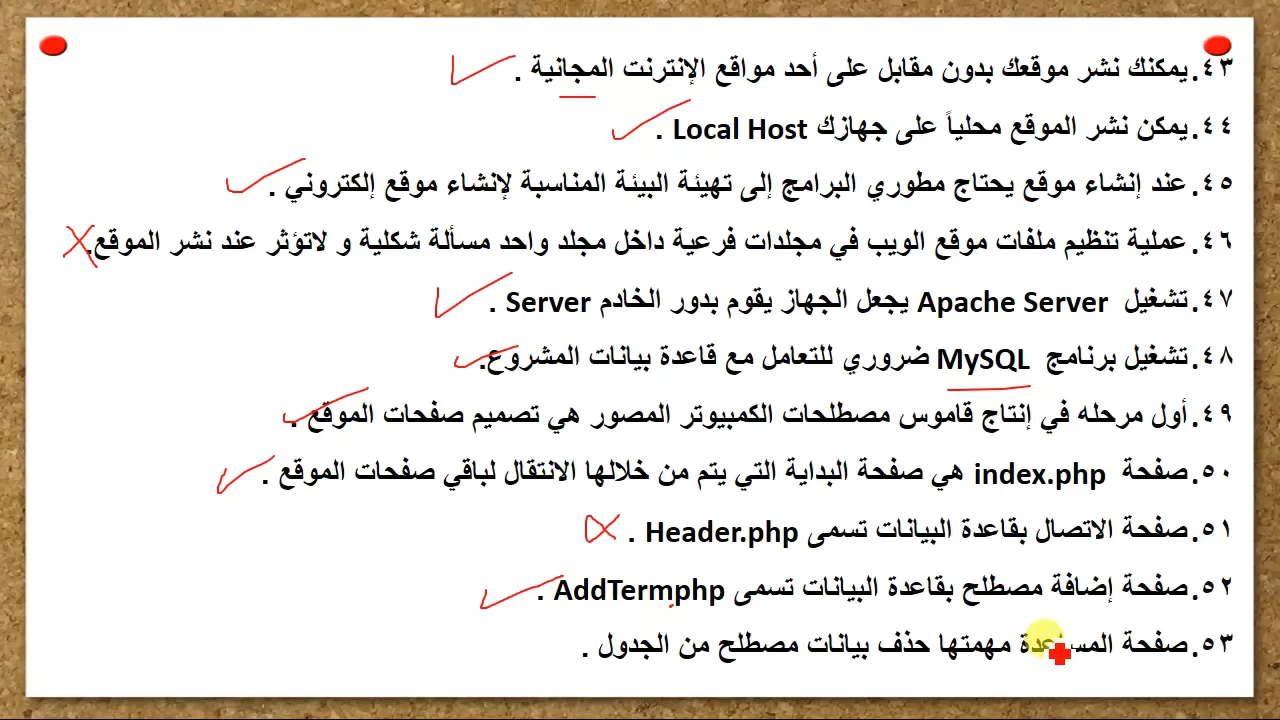 ٤٣.يمكنك نشر موقعك بدون مقابل على أحد مواقع الإنترنت المجانية .
٤٤.يمكن نشر الموقع محلياً على جهازك Local Host .
٤٥.عند إنشاء موقع يحتاج مطوري البرامج إلى تهيئة البيئة المناسبة لإنشاء موقع إلكتروني .
٤٦.عملية تنظيم ملفات موقع الويب في مجلدات فرعية داخل مجلد واحد مسألة شكلية و لاتؤثر عند نشر الموقع.
٤٧.تشغيل Apache Server يجعل الجهاز يقوم بدور الخادم Server .
٤٨.تشغيل برنامج MySQL ضروري للتعامل مع قاعدة بيانات المشروع.
٤٩.أول مرحله في إنتاج قاموس مصطلحات الكمبيوتر المصور هي تصميم صفحات الموقع .
٥٠.صفحة index.php هي صفحة البداية التي يتم من خلالها الانتقال لباقي صفحات الموقع .
٥١.صفحة الاتصال بقاعدة البيانات تسمى Header.php .
٥٢.صفحة إضافة مصطلح بقاعدة البيانات تسمى AddTermphp .
٥٣.صفحة المساعدة مهمتها حذف بيانات مصطلح من الجدول .